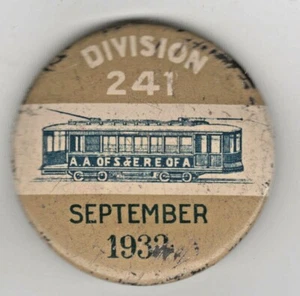 DIVISION
241
A.A.OF S.& E.R.E.OF A.
SEPTEMBER
1932